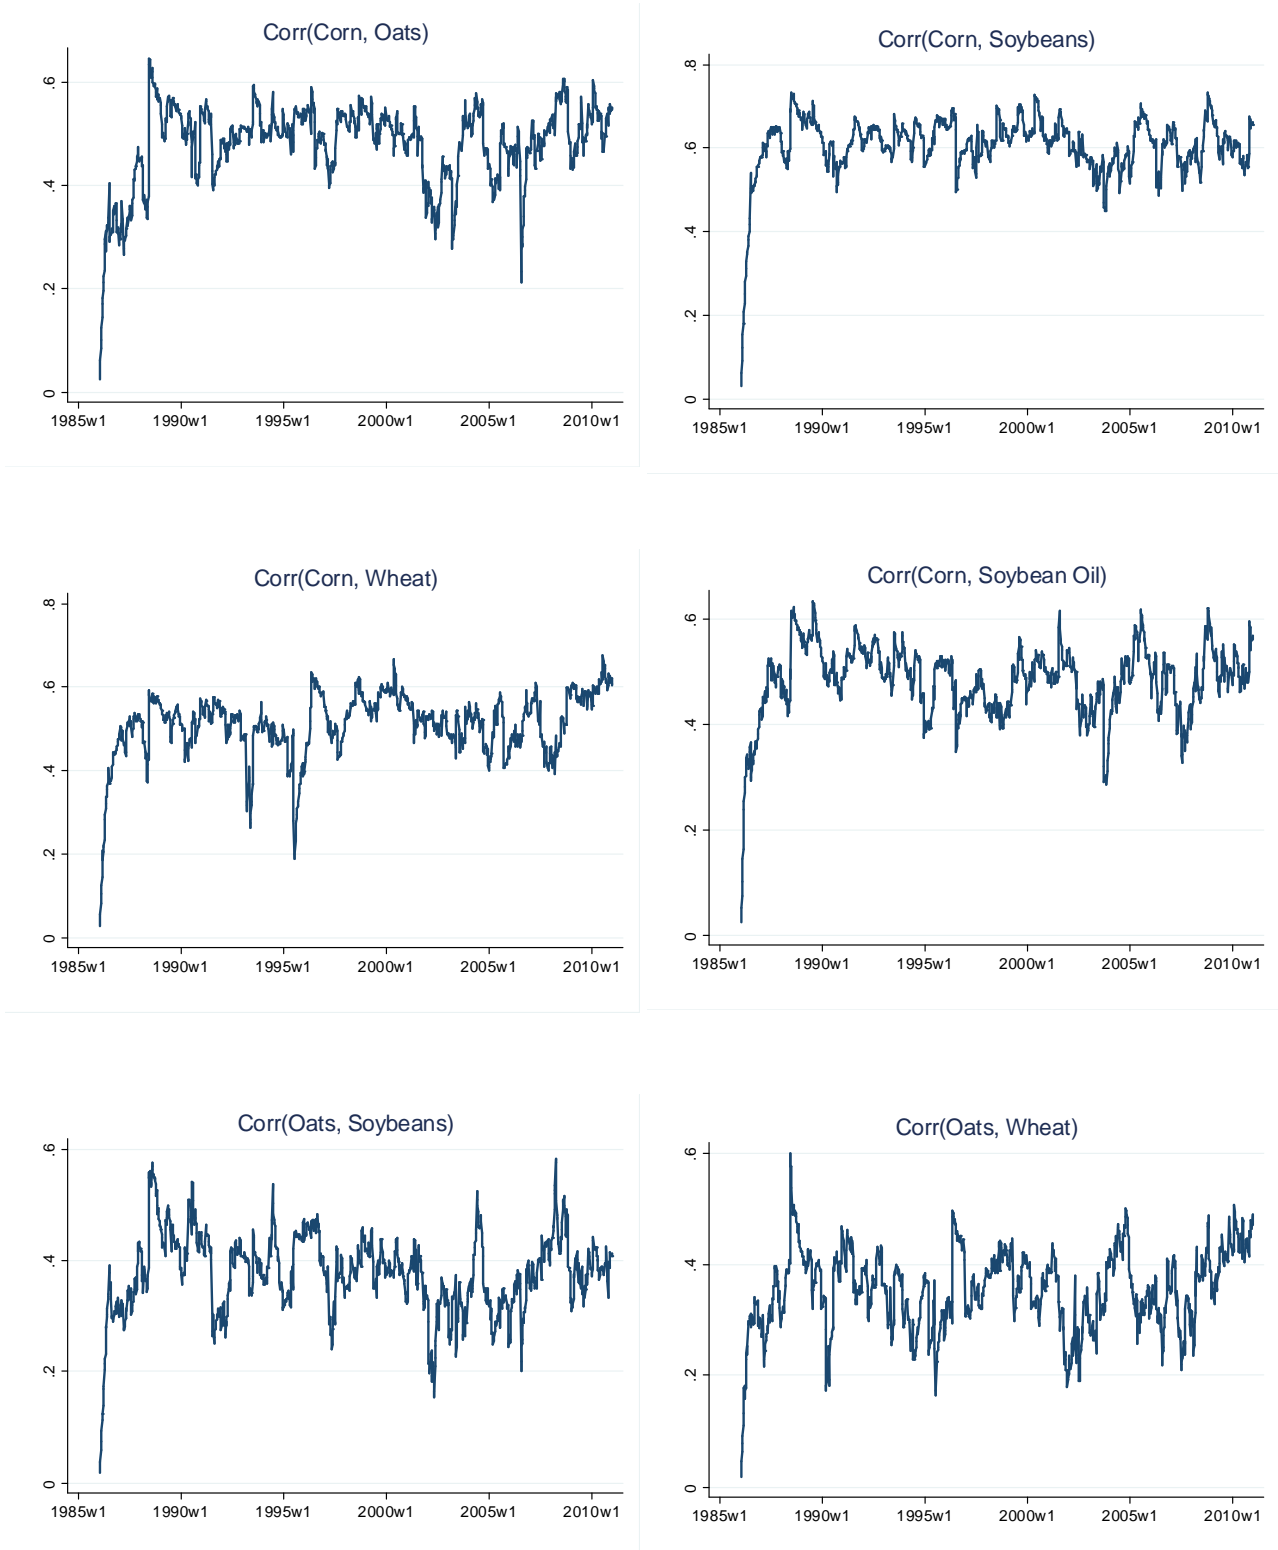 Corr(Corn, Oats)
.6
.4
.2
0
1985w1 1990w1 1995w1 2000w1 2005w1 2010w1
Corr(Corn, Soybeans)
.8
.6
.4
.2
0
1985w1 1990w1 1995w1 2000w1 2005w1 2010w1
Corr(Corn, Wheat)
.8
.6
.4
.2
0
1985w1 1990w1 1995w1 2000w1 2005w1 2010w1
Corr(Corn, Soybean Oil)
.6
.4
.2
0
1985w1 1990w1 1995w1 2000w1 2005w1 2010w1
Corr(Oats, Soybeans)
.6
.4
.2
0
1985w1 1990w1 1995w1 2000w1 2005w1 2010w1
Corr(Oats, Wheat)
.6
.4
.2
0
1985w1 1990w1 1995w1 2000w1 2005w1 2010w1